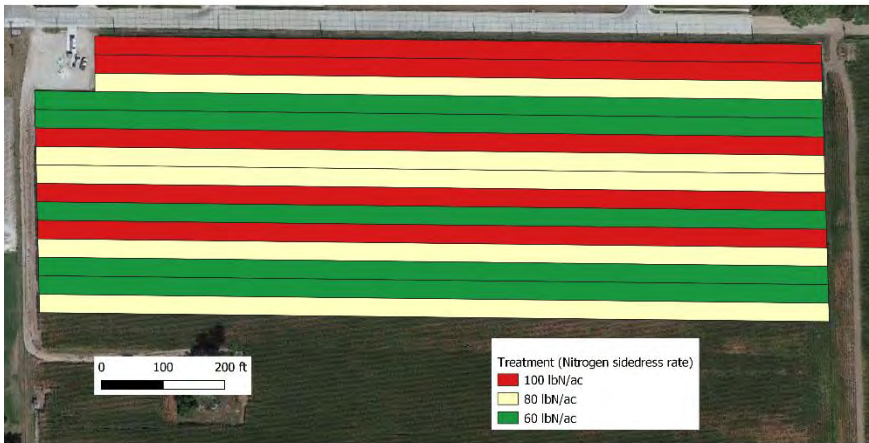 0 100 200 ft
Treatment (Nitrogen sidedress rate)
100 lbN/ac
80 lbN/ac
60 lbN/ac